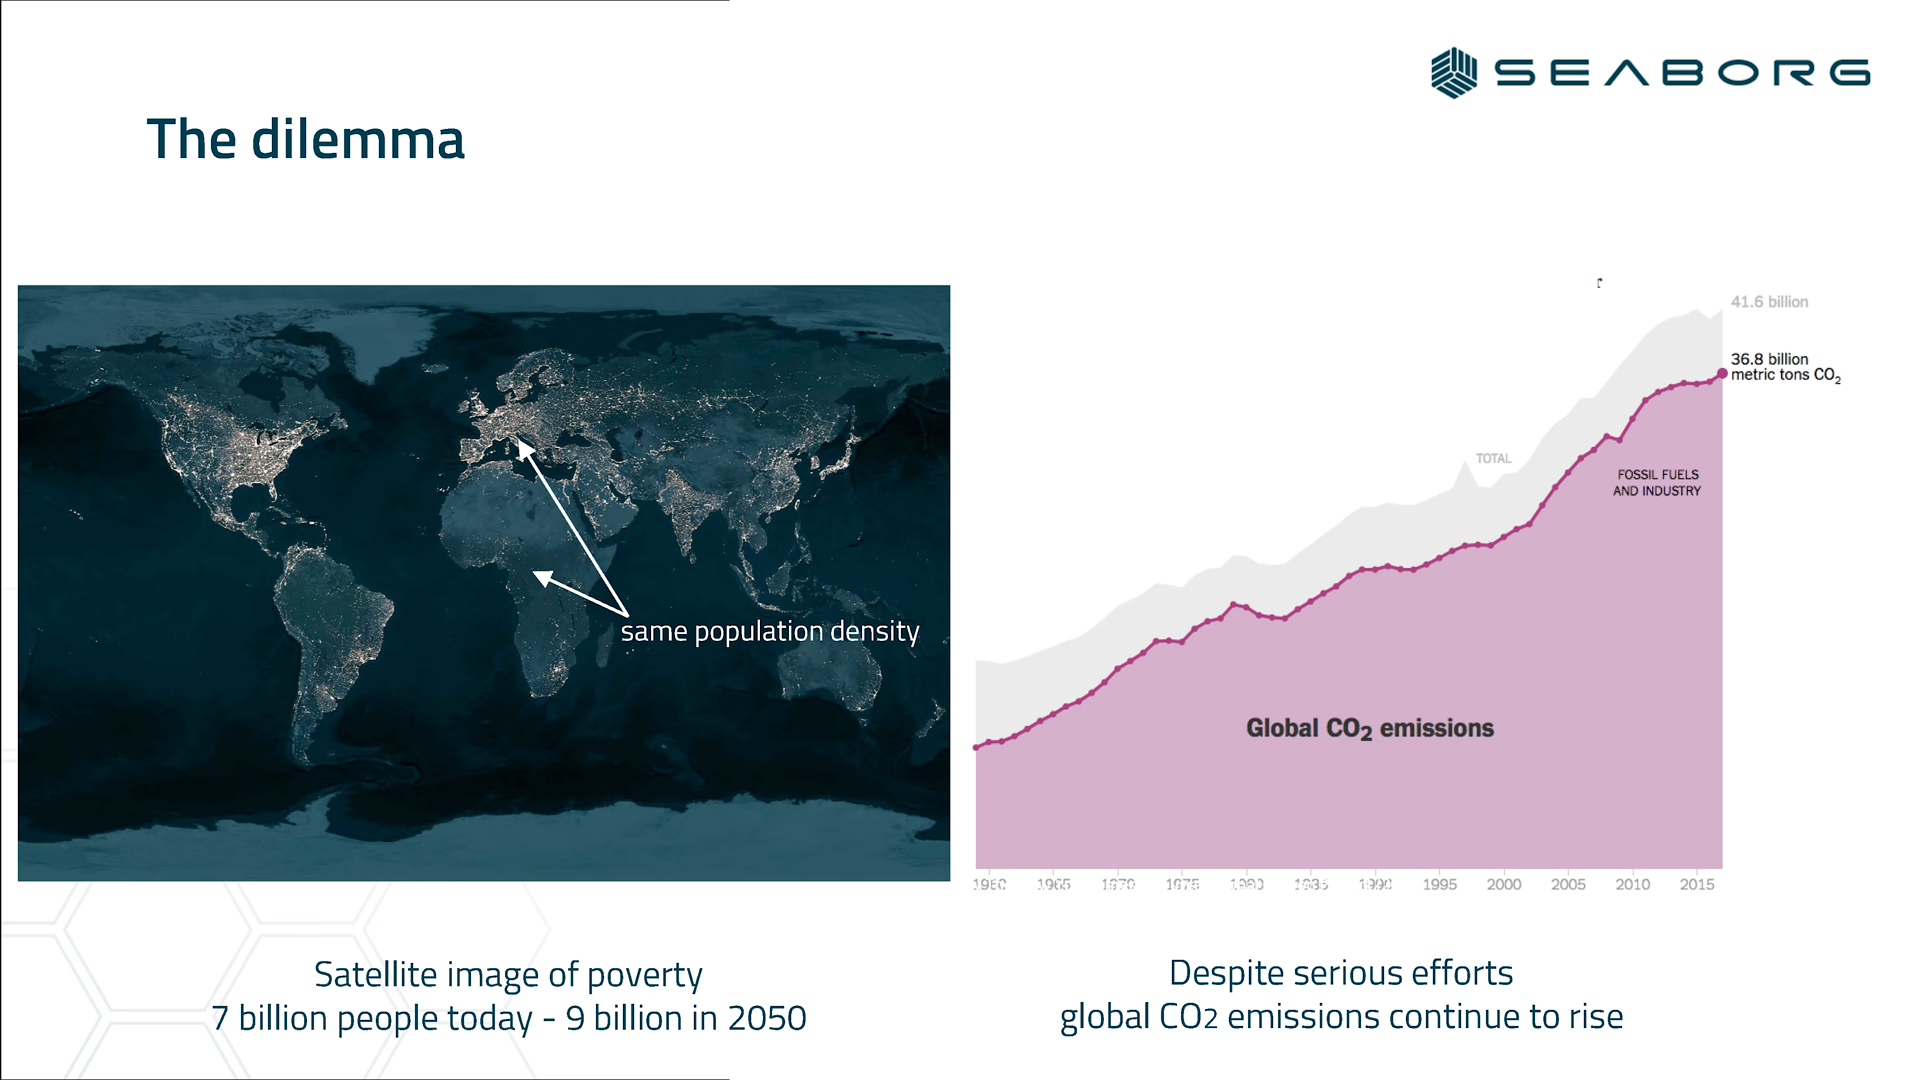 SEABORG
The dilemma
same population density
41.6 billion
36.8 billion
metric tons CO2
TOTAL
FOSSIL FUELS
AND INDUSTRY
Global CO2 emissions
1960 1965 1970 1975 1980 1985 1990 1995 2000 2005 2010 2015
Satellite image of poverty
7 billion people today - 9 billion in 2050
Despite serious efforts
global CO2 emissions continue to rise